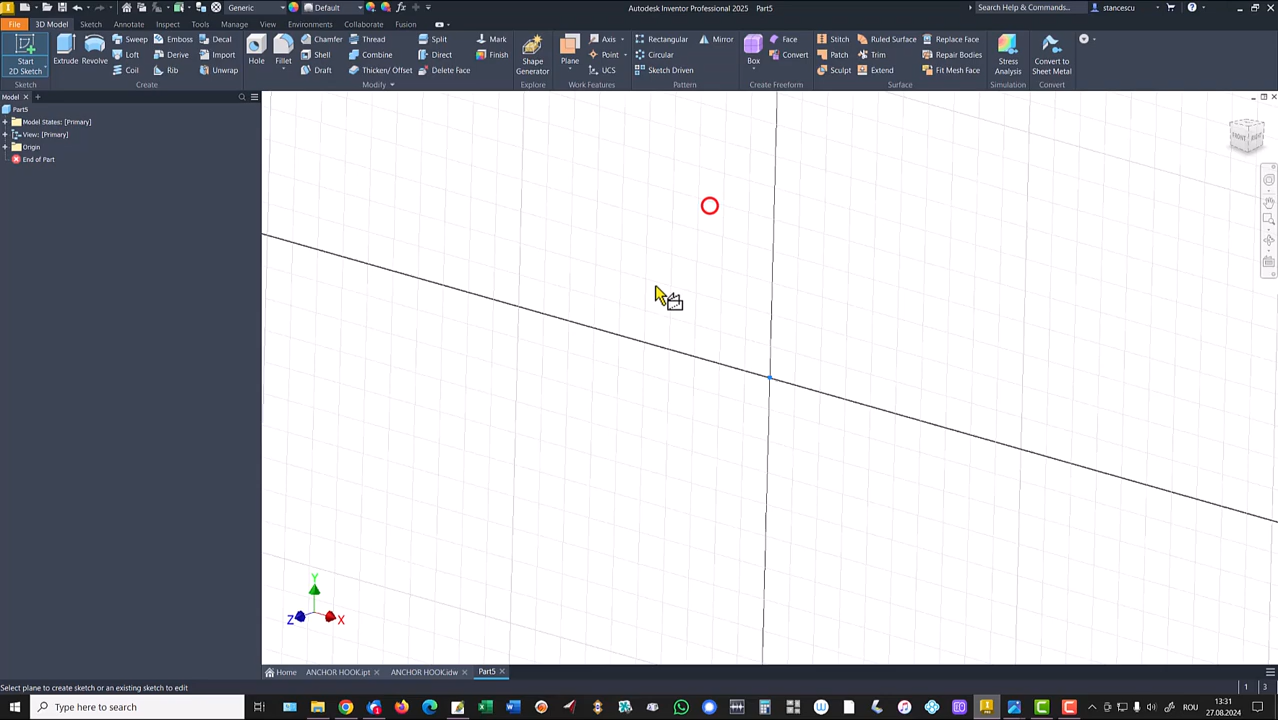 Generic Default Autodesk Inventor Professional 2025 Part5 Search Help & Commands... stancescu
File 3D Model Sketch Annotate Inspect Tools Manage View Environments Collaborate Fusion
Start 2D Sketch Extrude Revolve Sweep Emboss Decal Hole Fillet Chamfer Thread Split Mark Shape Generator Plane Axis Rectangular Mirror Box Face Stitch Ruled Surface Replace Face Stress Analysis Convert to Sheet Metal
Loft Derive Import Shell Combine Direct Finish Point Circular Convert Patch Trim Repair Bodies
Coil Rib Unwrap Draft Thicken/ Offset Delete Face UCS Sketch Driven Sculpt Extend Fit Mesh Face
Sketch Create Modify Explore Work Features Pattern Create Freeform Surface Simulation Convert
Model
Part5
Model States: [Primary]
View: [Primary]
Origin
End of Part
FRONT RIGHT
Y
Z X
Home ANCHOR HOOK.ipt ANCHOR HOOK.idw Part5
Select plane to create sketch or an existing sketch to edit 1 3
Type here to search ROU 13:31
27.08.2024